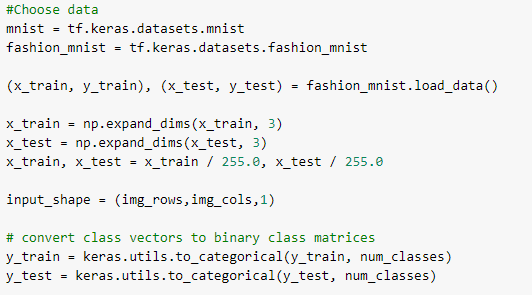 #Choose data
mnist = tf.keras.datasets.mnist
fashion_mnist = tf.keras.datasets.fashion_mnist
(x_train, y_train), (x_test, y_test) = fashion_mnist.load_data()
x_train = np.expand_dims(x_train, 3)
x_test = np.expand_dims(x_test, 3)
x_train, x_test = x_train / 255.0, x_test / 255.0
input_shape = (img_rows,img_cols,1)
# convert class vectors to binary class matrices
y_train = keras.utils.to_categorical(y_train, num_classes)
y_test = keras.utils.to_categorical(y_test, num_classes)